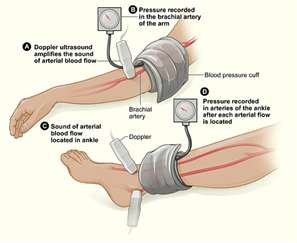 B Pressure recorded
in the brachial artery
of the arm
A Doppler ultrasound
amplifies the sound
of arterial blood flow
Blood pressure cuff
Brachial
artery
D Pressure recorded
in arteries of the ankle
after each arterial flow
is located
C Sound of arterial
blood flow
located in ankle
Doppler